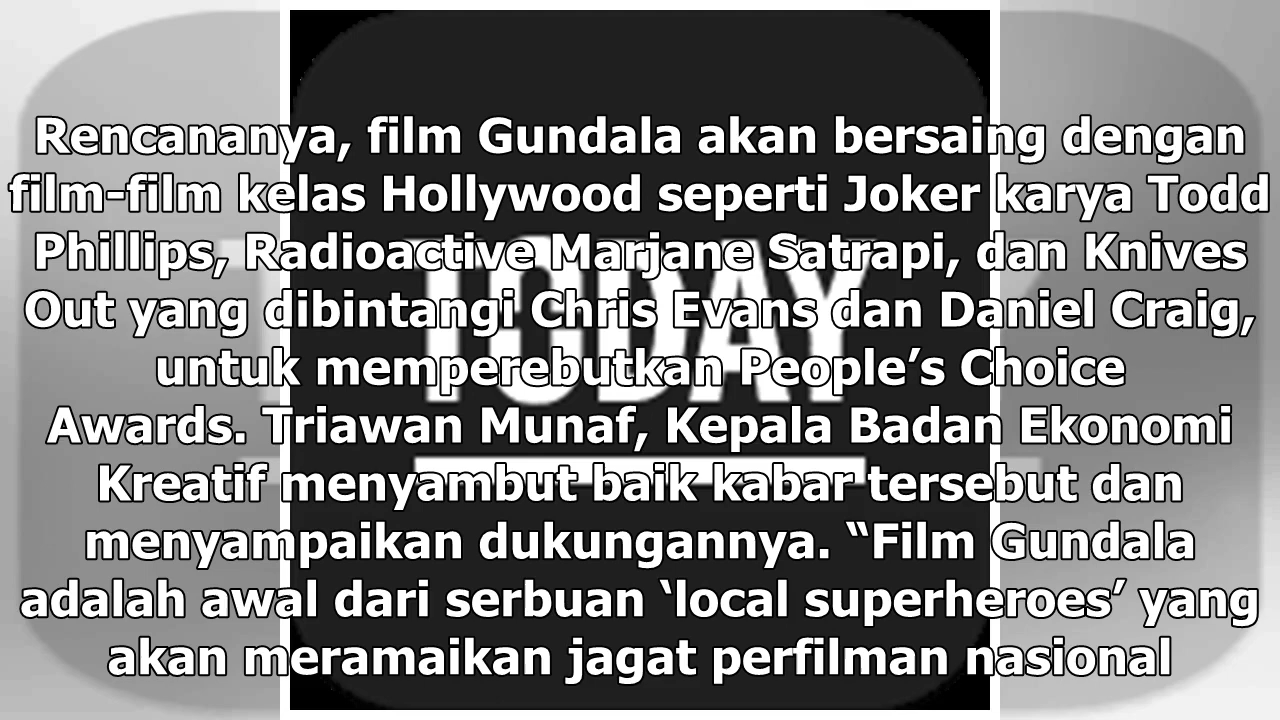 Rencananya, film Gundala akan bersaing dengan
film-film kelas Hollywood seperti Joker karya Todd
Phillips, Radioactive Marjane Satrapi, dan Knives
Out yang dibintangi Chris Evans dan Daniel Craig,
untuk memperebutkan People’s Choice
Awards. Triawan Munaf, Kepala Badan Ekonomi
Kreatif menyambut baik kabar tersebut dan
menyampaikan dukungannya. “Film Gundala
adalah awal dari serbuan ‘local superheroes’ yang
akan meramaikan jagat perfilman nasional
TODAY